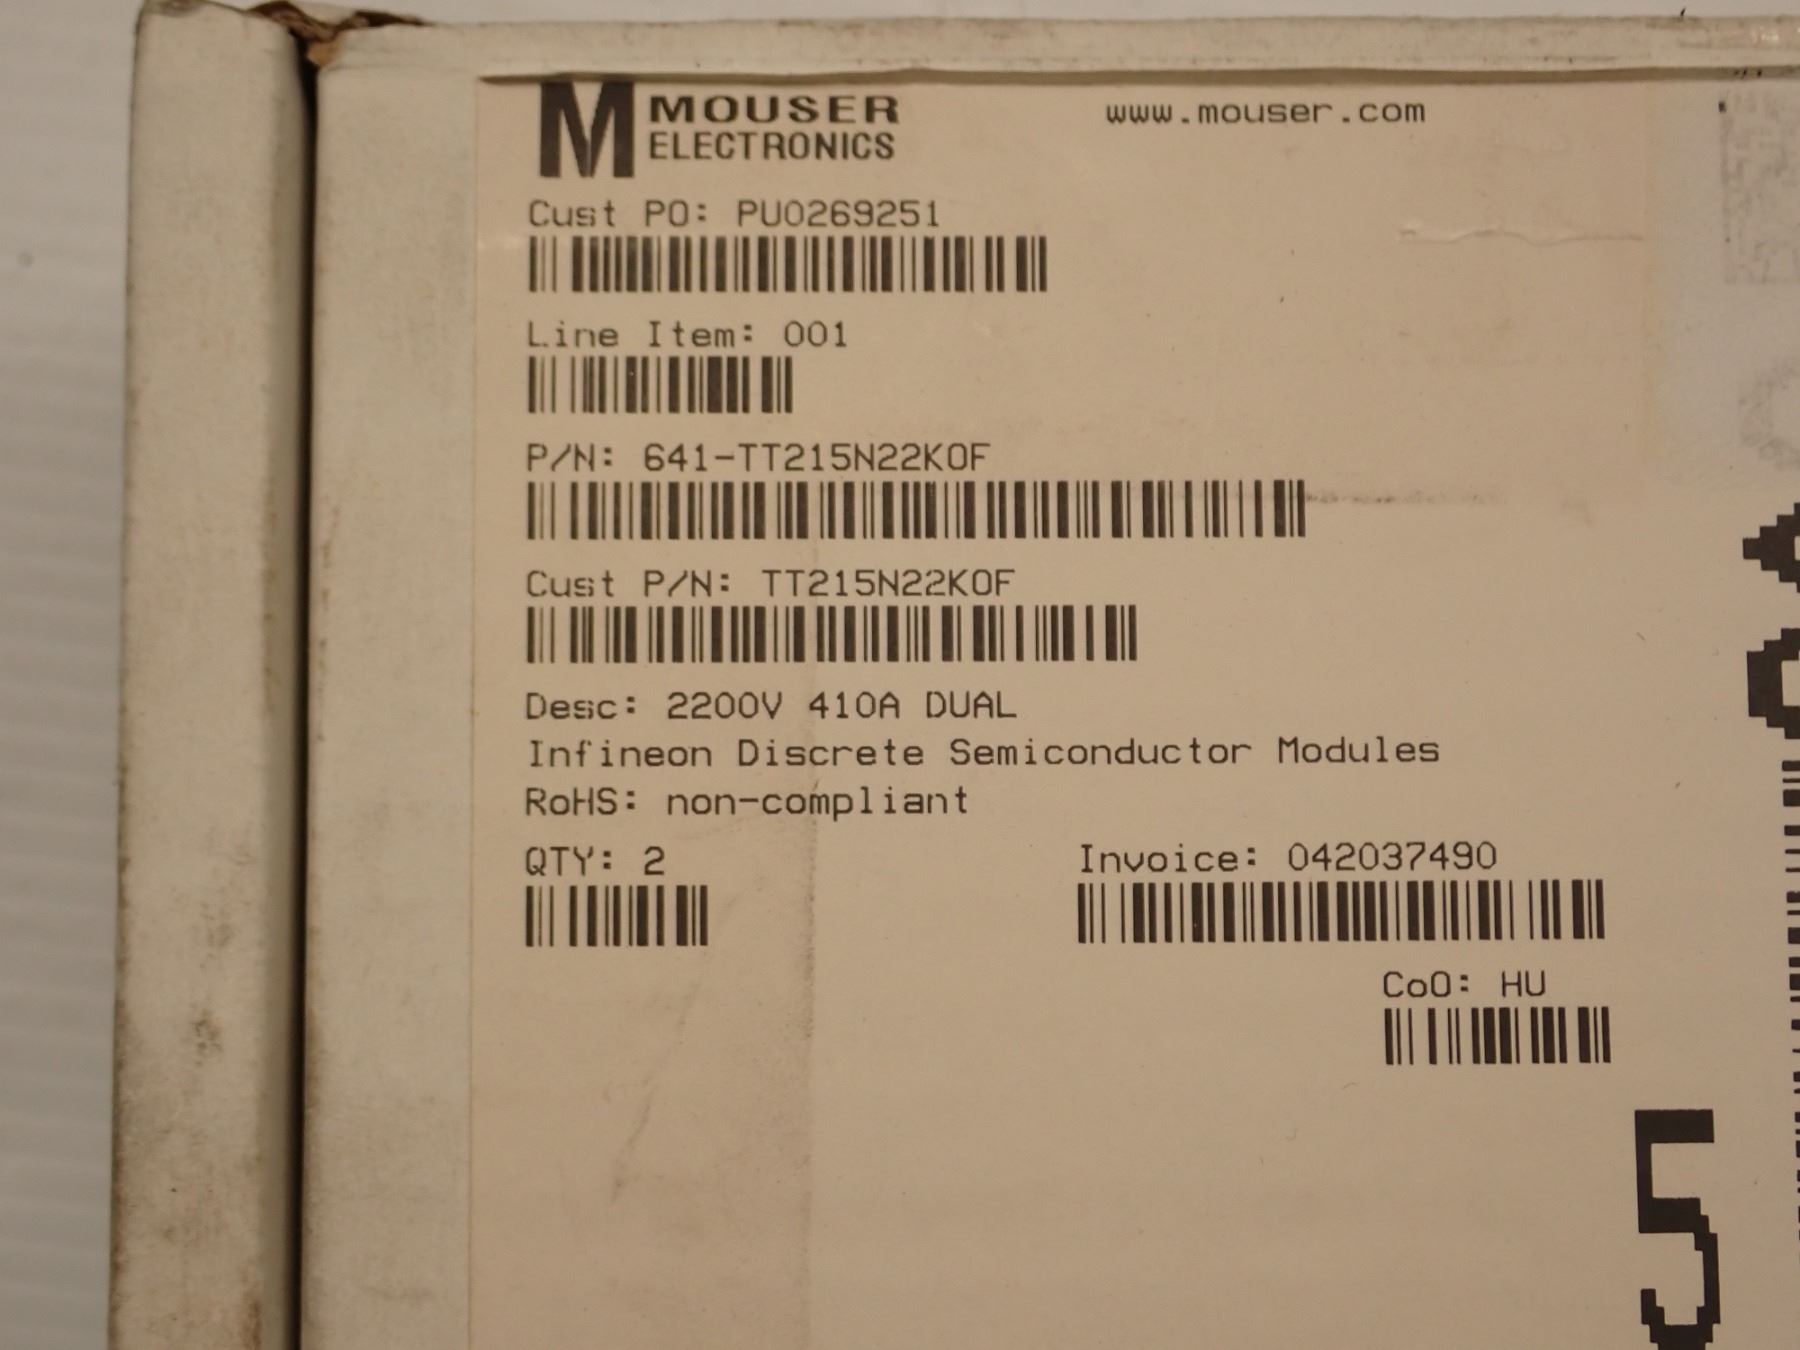 M MOUSER
ELECTRONICS
www.mouser.com
Cust PO: PU0269251
Line Item: 001
P/N: 641-TT215N22KOF
Cust P/N: TT215N22KOF
Desc: 2200V 410A DUAL
Infineon Discrete Semiconductor Modules
RoHS: non-compliant
QTY: 2
Invoice: 042037490
CoO: HU
5